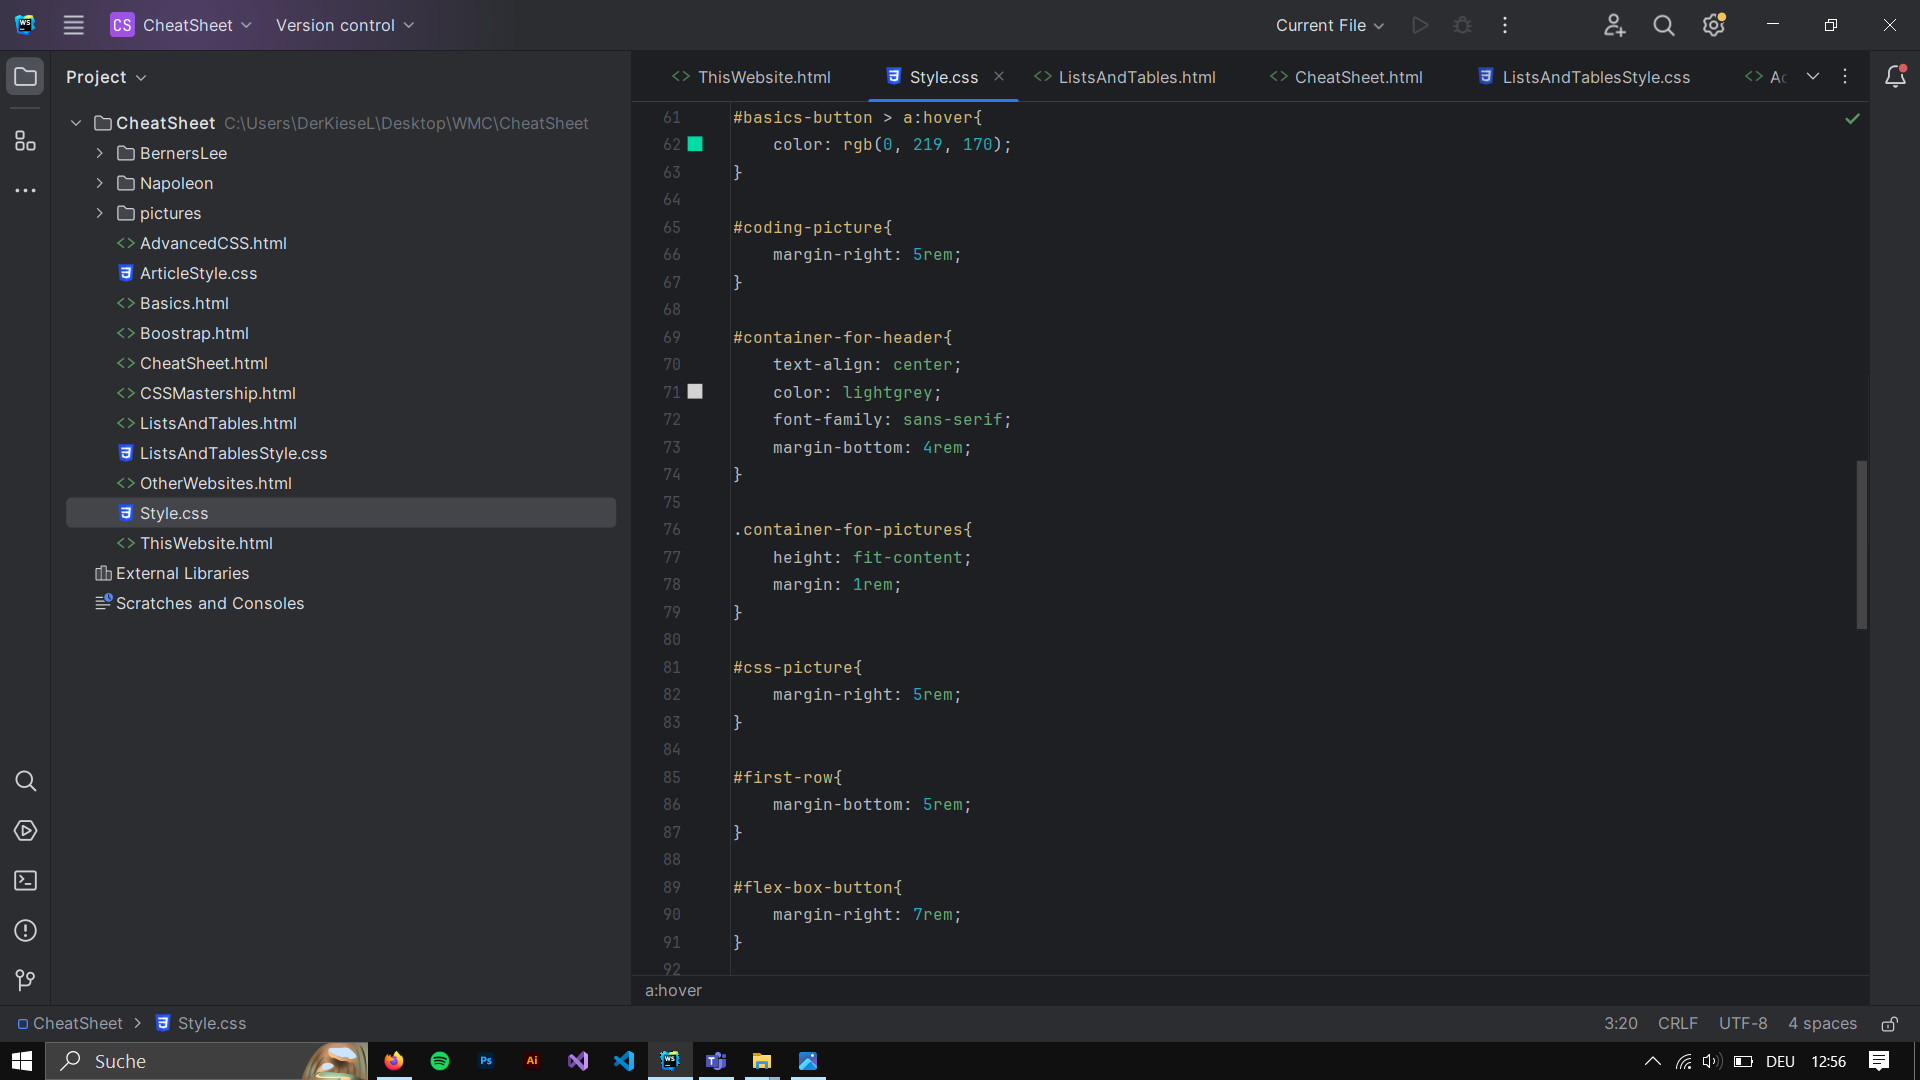 CS CheatSheet Version control Current File
Project
ThisWebsite.html Style.css ListsAndTables.html CheatSheet.html ListsAndTablesStyle.css
CheatSheet C:\Users\DerKieseL\Desktop\WMC\CheatSheet
BernersLee
Napoleon
pictures
AdvancedCSS.html
ArticleStyle.css
Basics.html
Boostrap.html
CheatSheet.html
CSSMastership.html
ListsAndTables.html
ListsAndTablesStyle.css
OtherWebsites.html
Style.css
ThisWebsite.html
External Libraries
Scratches and Consoles
61 #basics-button > a:hover{
62 color: rgb(0, 219, 170);
63 }
64
65 #coding-picture{
66 margin-right: 5rem;
67 }
68
69 #container-for-header{
70 text-align: center;
71 color: lightgrey;
72 font-family: sans-serif;
73 margin-bottom: 4rem;
74 }
75
76 .container-for-pictures{
77 height: fit-content;
78 margin: 1rem;
79 }
80
81 #css-picture{
82 margin-right: 5rem;
83 }
84
85 #first-row{
86 margin-bottom: 5rem;
87 }
88
89 #flex-box-button{
90 margin-right: 7rem;
91 }
92
a:hover
CheatSheet Style.css 3:20 CRLF UTF-8 4 spaces
Suche Ps Ai WS DEU 12:56